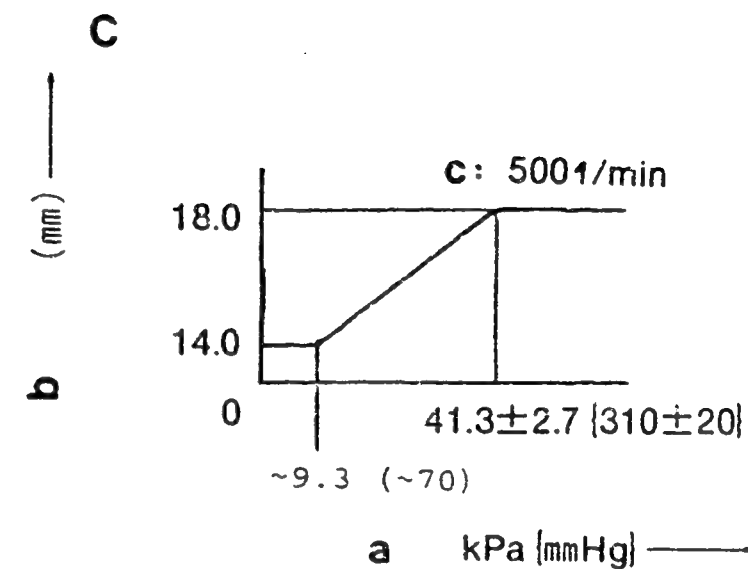 C
c: 5001/min
(mm)
18.0
14.0
b
0
41.3±2.7 {310±20}
~9.3 (~70)
a kPa {mmHg}